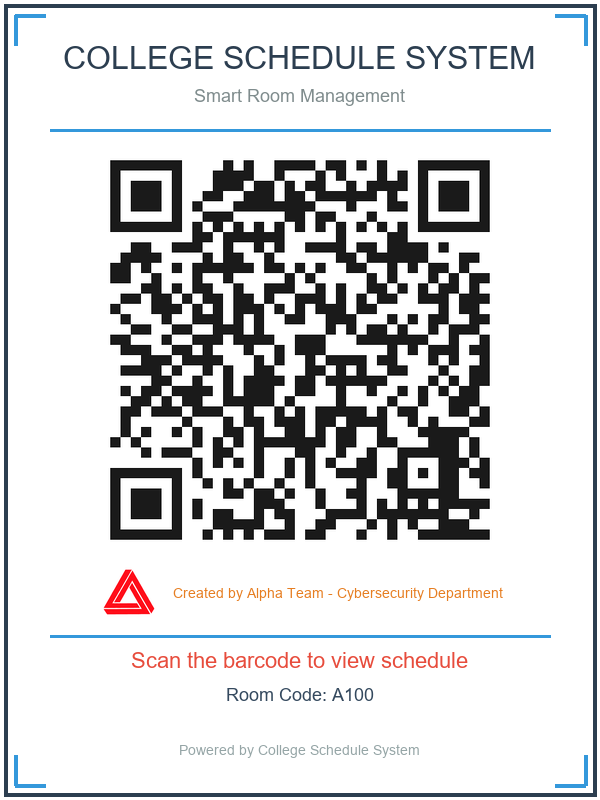 COLLEGE SCHEDULE SYSTEM
Smart Room Management
Created by Alpha Team - Cybersecurity Department
Scan the barcode to view schedule
Room Code: A100
Powered by College Schedule System